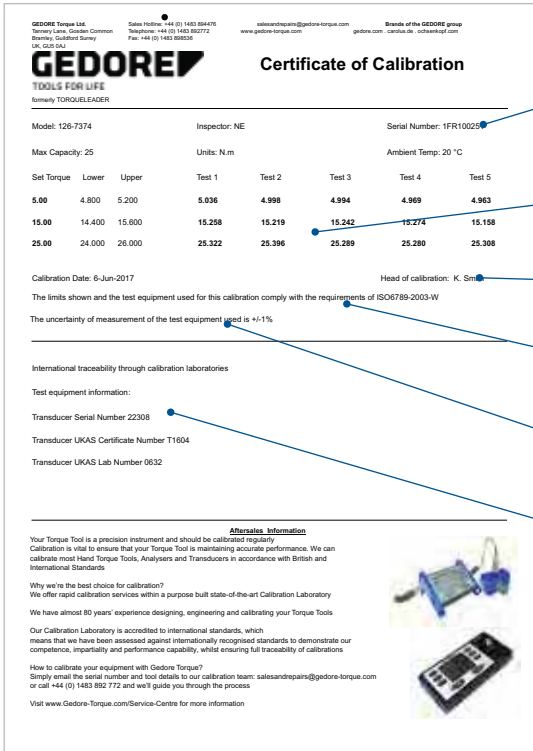 GEDORE Torque Ltd.
Tannery Lane, Gosden Common
Bramley, Guildford Surrey
UK, GU5 0AJ
Sales Hotline: +44 (0) 1483 894476
Telephone: +44 (0) 1483 892772
Fax: +44 (0) 1483 898536
salesandrepairs@gedore-torque.com
www.gedore-torque.com
Brands of the GEDORE group
gedore.com . carolus.de . ochsenkopf.com
GEDORE
TOOLS FOR LIFE
formerly TORQUELEADER
Certificate of Calibration
Model: 126-7374 Inspector: NE Serial Number: 1FR10025
Max Capacity: 25 Units: N.m Ambient Temp: 20 °C
Set Torque Lower Upper Test 1 Test 2 Test 3 Test 4 Test 5
5.00 4.800 5.200 5.036 4.998 4.994 4.969 4.963
15.00 14.400 15.600 15.258 15.219 15.242 15.274 15.158
25.00 24.000 26.000 25.322 25.396 25.289 25.280 25.308
Calibration Date: 6-Jun-2017 Head of calibration: K.
The limits shown and the test equipment used for this calibration comply with the requirements of ISO6789-2003-W
The uncertainty of measurement of the test equipment used is +/-1%
International traceability through calibration laboratories
Test equipment information:
Transducer Serial Number 22308
Transducer UKAS Certificate Number T1604
Transducer UKAS Lab Number 0632
Aftersales Information
Your Torque Tool is a precision instrument and should be calibrated regularly
Calibration is vital to ensure that your Torque Tool is maintaining accurate performance. We can
calibrate most Hand Torque Tools, Analysers and Transducers in accordance with British and
International Standards
Why we're the best choice for calibration?
We offer rapid calibration services within a purpose built state-of-the-art Calibration Laboratory
We have almost 80 years' experience designing, engineering and calibrating your Torque Tools
Our Calibration Laboratory is accredited to international standards, which
means that we have been assessed against internationally recognised standards to demonstrate our
competence, impartiality and performance capability, whilst ensuring full traceability of calibrations
How to calibrate your equipment with Gedore Torque?
Simply email the serial number and tool details to our calibration team: salesandrepairs@gedore-torque.com
or call +44 (0) 1483 892 772 and we'll guide you through the process
Visit www.Gedore-Torque.com/Service-Centre for more information